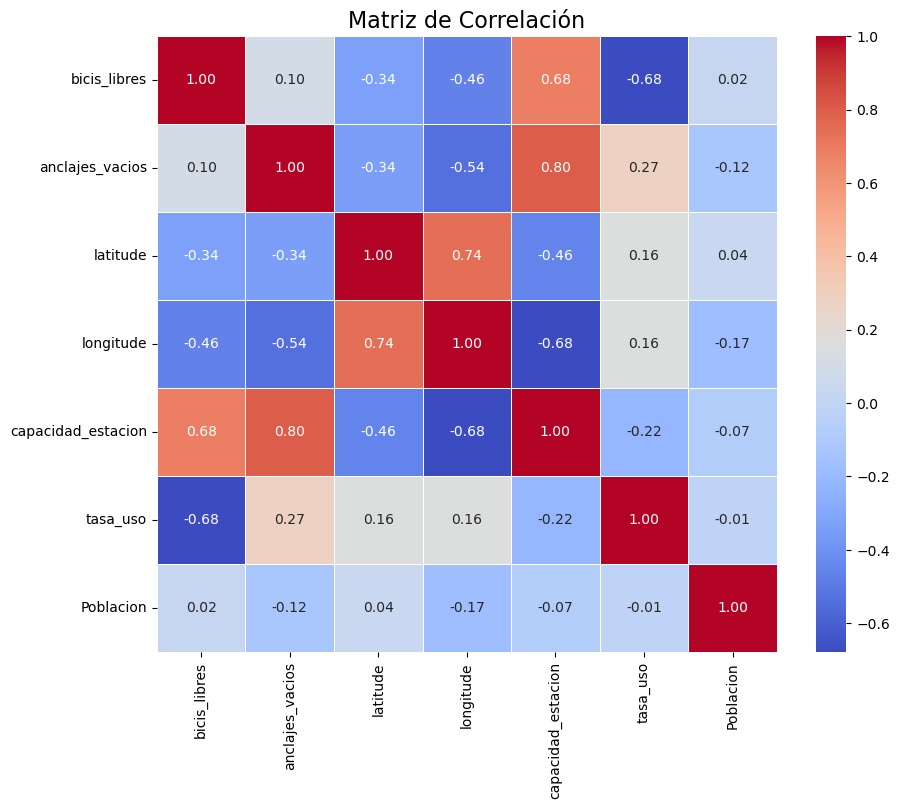 Matriz de Correlación
bicis_libres 1.00 0.10 -0.34 -0.46 0.68 -0.68 0.02
anclajes_vacios 0.10 1.00 -0.34 -0.54 0.80 0.27 -0.12
latitude -0.34 -0.34 1.00 0.74 -0.46 0.16 0.04
longitude -0.46 -0.54 0.74 1.00 -0.68 0.16 -0.17
capacidad_estacion 0.68 0.80 -0.46 -0.68 1.00 -0.22 -0.07
tasa_uso -0.68 0.27 0.16 0.16 -0.22 1.00 -0.01
Poblacion 0.02 -0.12 0.04 -0.17 -0.07 -0.01 1.00
bicis_libres
anclajes_vacios
latitude
longitude
capacidad_estacion
tasa_uso
Poblacion
1.0
0.8
0.6
0.4
0.2
0.0
-0.2
-0.4
-0.6